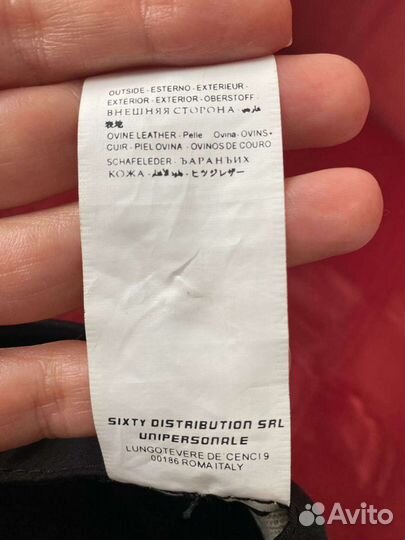 OUTSIDE - ESTERNO - EXTERIEUR -
EXTERIOR - EXTERIOR - OBERSTOFF -
ВНЕШНЯЯ СТОРОНА -
表地
OVINE LEATHER - Pelle Ovina - OVINS -
CUIR - PIEL OVINA - OVINOS DE COURO
SCHAFELEDER - ЪАРАНЬИХ
КОЖА - ヒツジレザー
SIXTY DISTRIBUTION SRL
UNIPERSONALE
LUNGOTEVERE DE CENCI 9
00186 ROMA ITALY
Avito